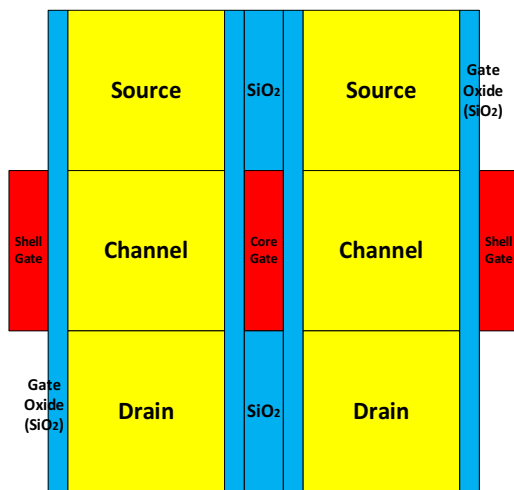 Source
SiO₂
Source
Gate
Oxide
(SiO₂)
Shell
Gate
Channel
Core
Gate
Channel
Shell
Gate
Gate
Oxide
(SiO₂)
Drain
SiO₂
Drain